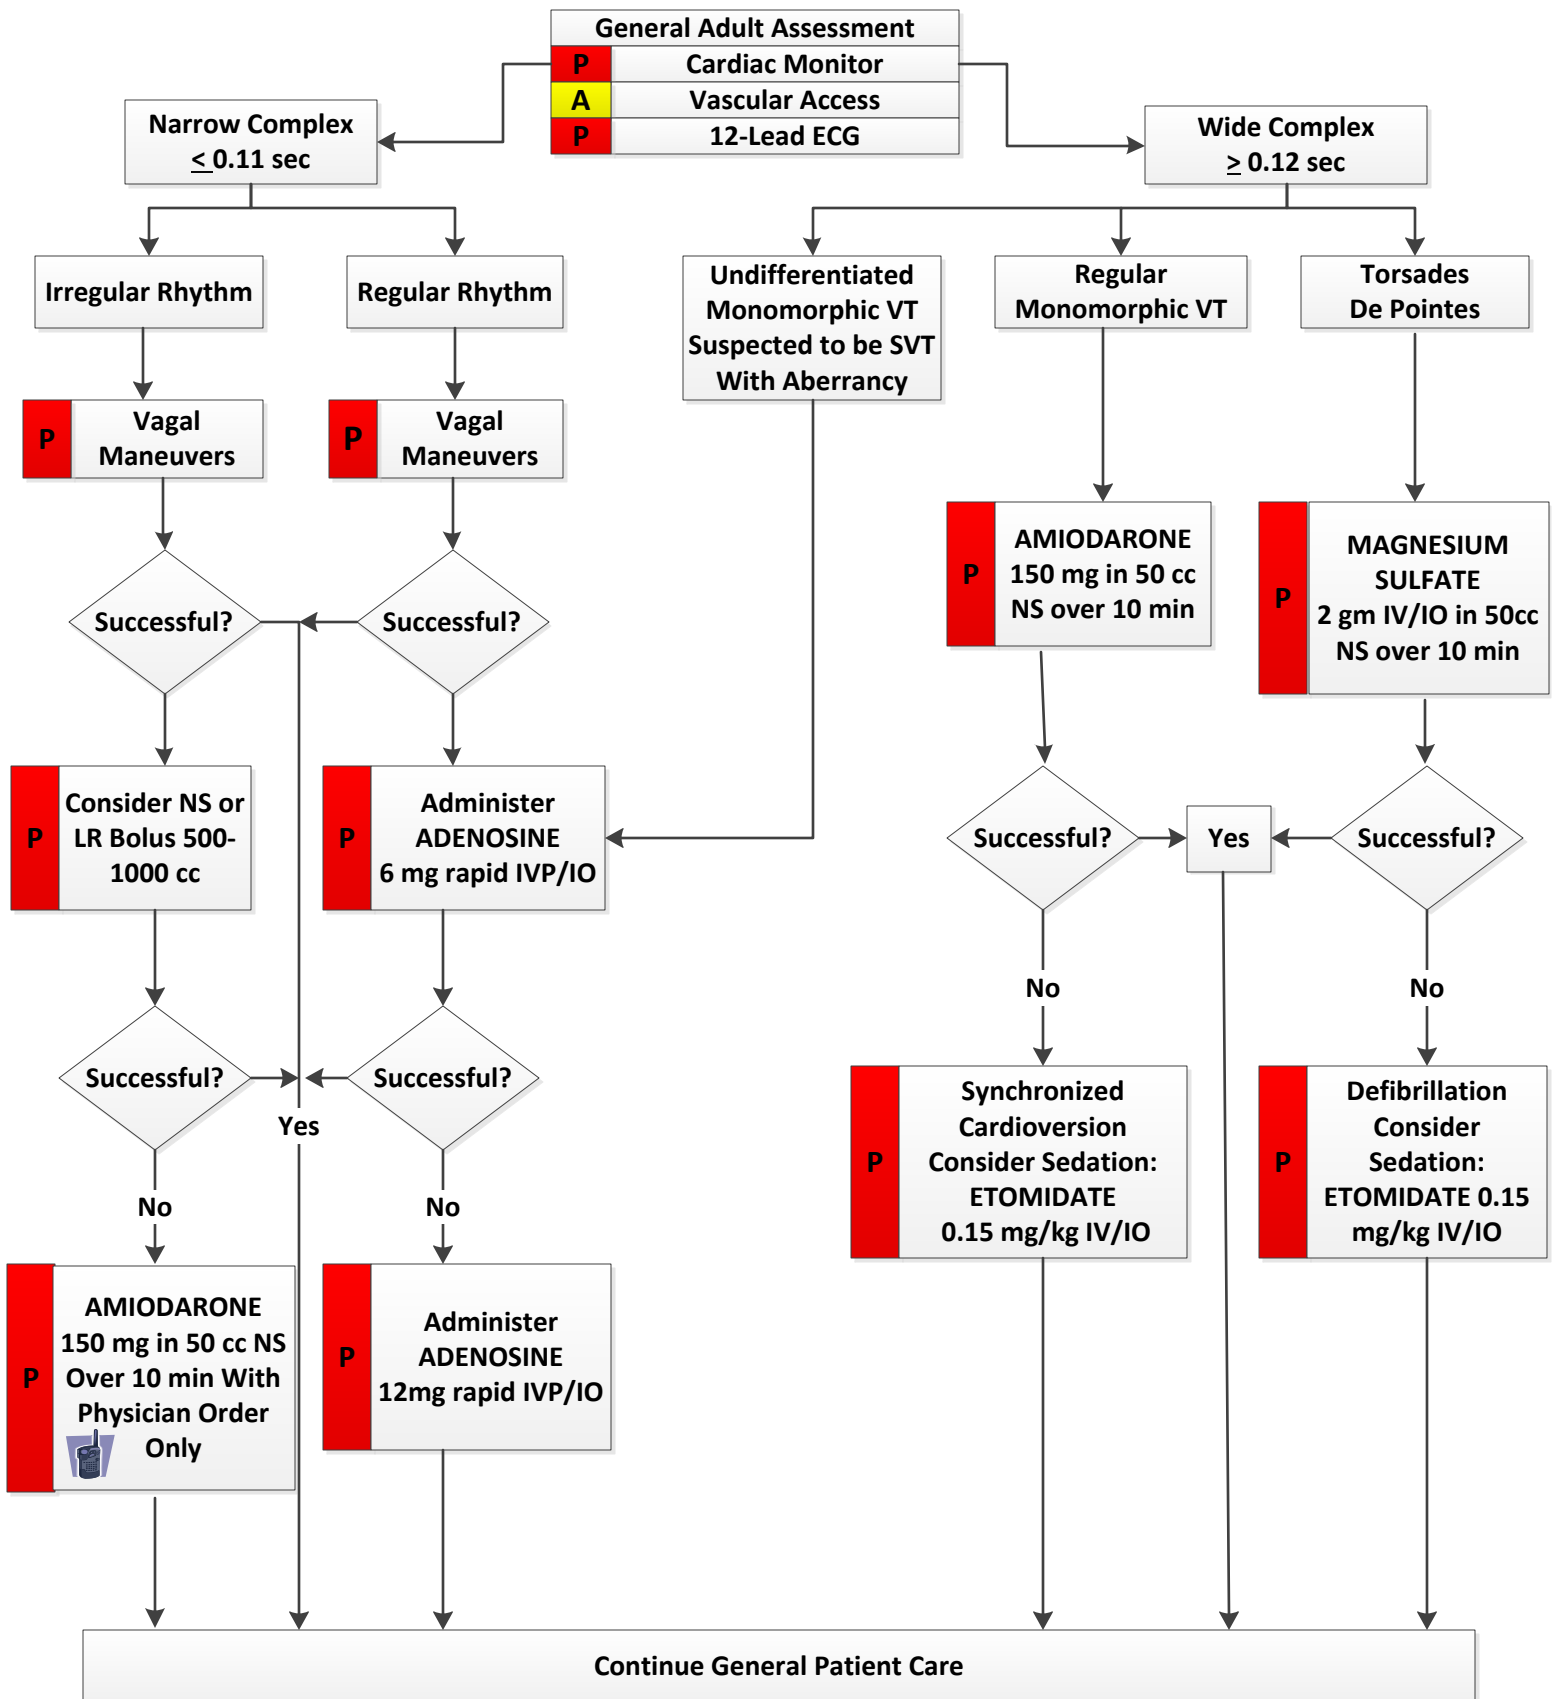 General Adult Assessment
P Cardiac Monitor
A Vascular Access
P 12-Lead ECG
Narrow Complex
< 0.11 sec
Wide Complex
> 0.12 sec
Irregular Rhythm
Regular Rhythm
Undifferentiated
Monomorphic VT
Suspected to be SVT
With Aberrancy
Regular
Monomorphic VT
Torsades
De Pointes
P
Vagal
Maneuvers
P
Vagal
Maneuvers
P
AMIODARONE
150 mg in 50 cc
NS over 10 min
P
MAGNESIUM
SULFATE
2 gm IV/IO in 50cc
NS over 10 min
Successful?
Successful?
P
Consider NS or
LR Bolus 500-
1000 cc
P
Administer
ADENOSINE
6 mg rapid IVP/IO
Successful?
Yes
Successful?
No
No
Successful?
Successful?
Yes
P
Synchronized
Cardioversion
Consider Sedation:
ETOMIDATE
0.15 mg/kg IV/IO
P
Defibrillation
Consider
Sedation:
ETOMIDATE 0.15
mg/kg IV/IO
No
No
P
AMIODARONE
150 mg in 50 cc NS
Over 10 min With
Physician Order
Only
P
Administer
ADENOSINE
12mg rapid IVP/IO
Continue General Patient Care